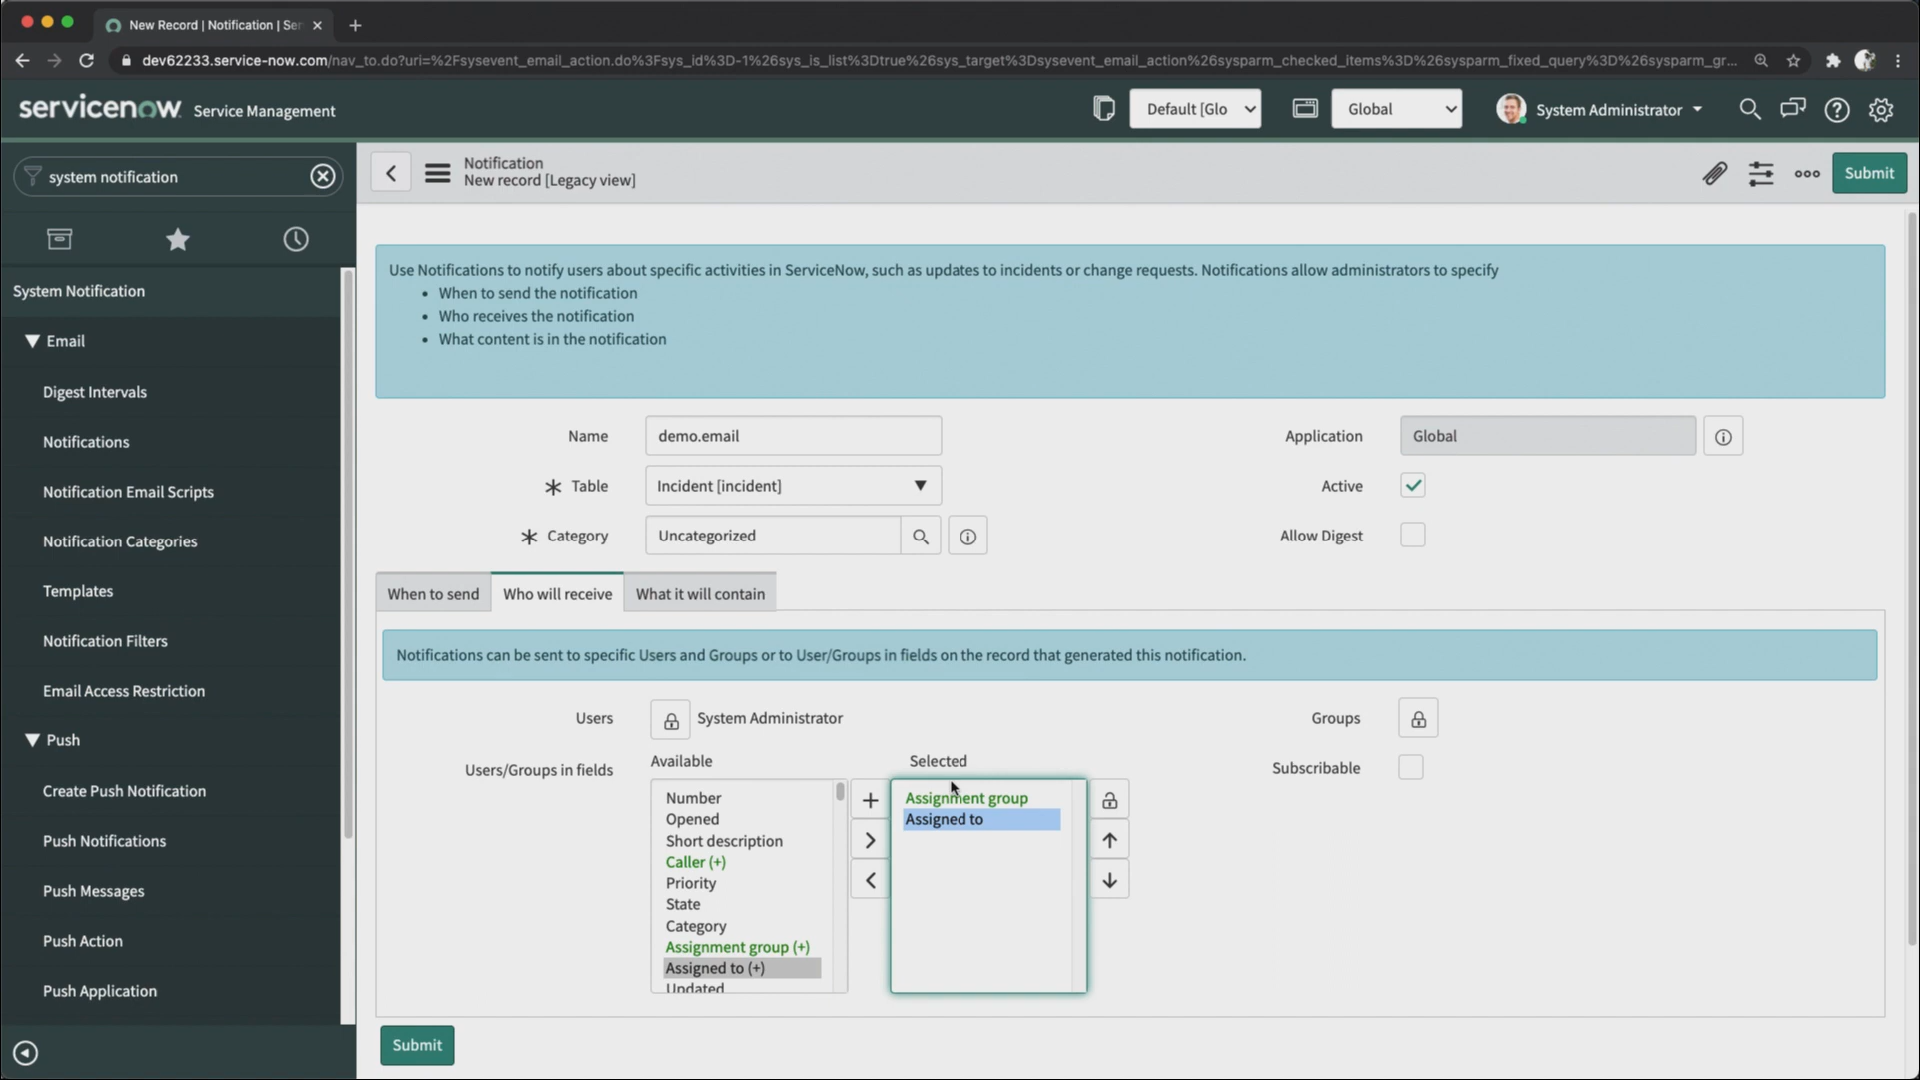 New Record | Notification | Ser
dev62233.service-now.com/nav_to.do?uri=%2Fsysevent_email_action.do%3Fsys_id%3D-1%26sys_is_list%3Dtrue%26sys_target%3Dsysevent_email_action%26sysparm_checked_items%3D%26sysparm_fixed_query%3D%26sysparm_gr...
servicenow Service Management
Default [Glo
Global
System Administrator
system notification
Notification
New record [Legacy view]
Submit
System Notification
Email
Digest Intervals
Notifications
Notification Email Scripts
Notification Categories
Templates
Notification Filters
Email Access Restriction
Push
Create Push Notification
Push Notifications
Push Messages
Push Action
Push Application
Use Notifications to notify users about specific activities in ServiceNow, such as updates to incidents or change requests. Notifications allow administrators to specify
• When to send the notification
• Who receives the notification
• What content is in the notification
Name
demo.email
Application
Global
Table
Incident [incident]
Active
Category
Uncategorized
Allow Digest
When to send
Who will receive
What it will contain
Notifications can be sent to specific Users and Groups or to User/Groups in fields on the record that generated this notification.
Users
System Administrator
Groups
Users/Groups in fields
Available
Selected
Subscribable
Number
Opened
Short description
Caller (+)
Priority
State
Category
Assignment group (+)
Assigned to (+)
Updated
Assignment group
Assigned to
Submit